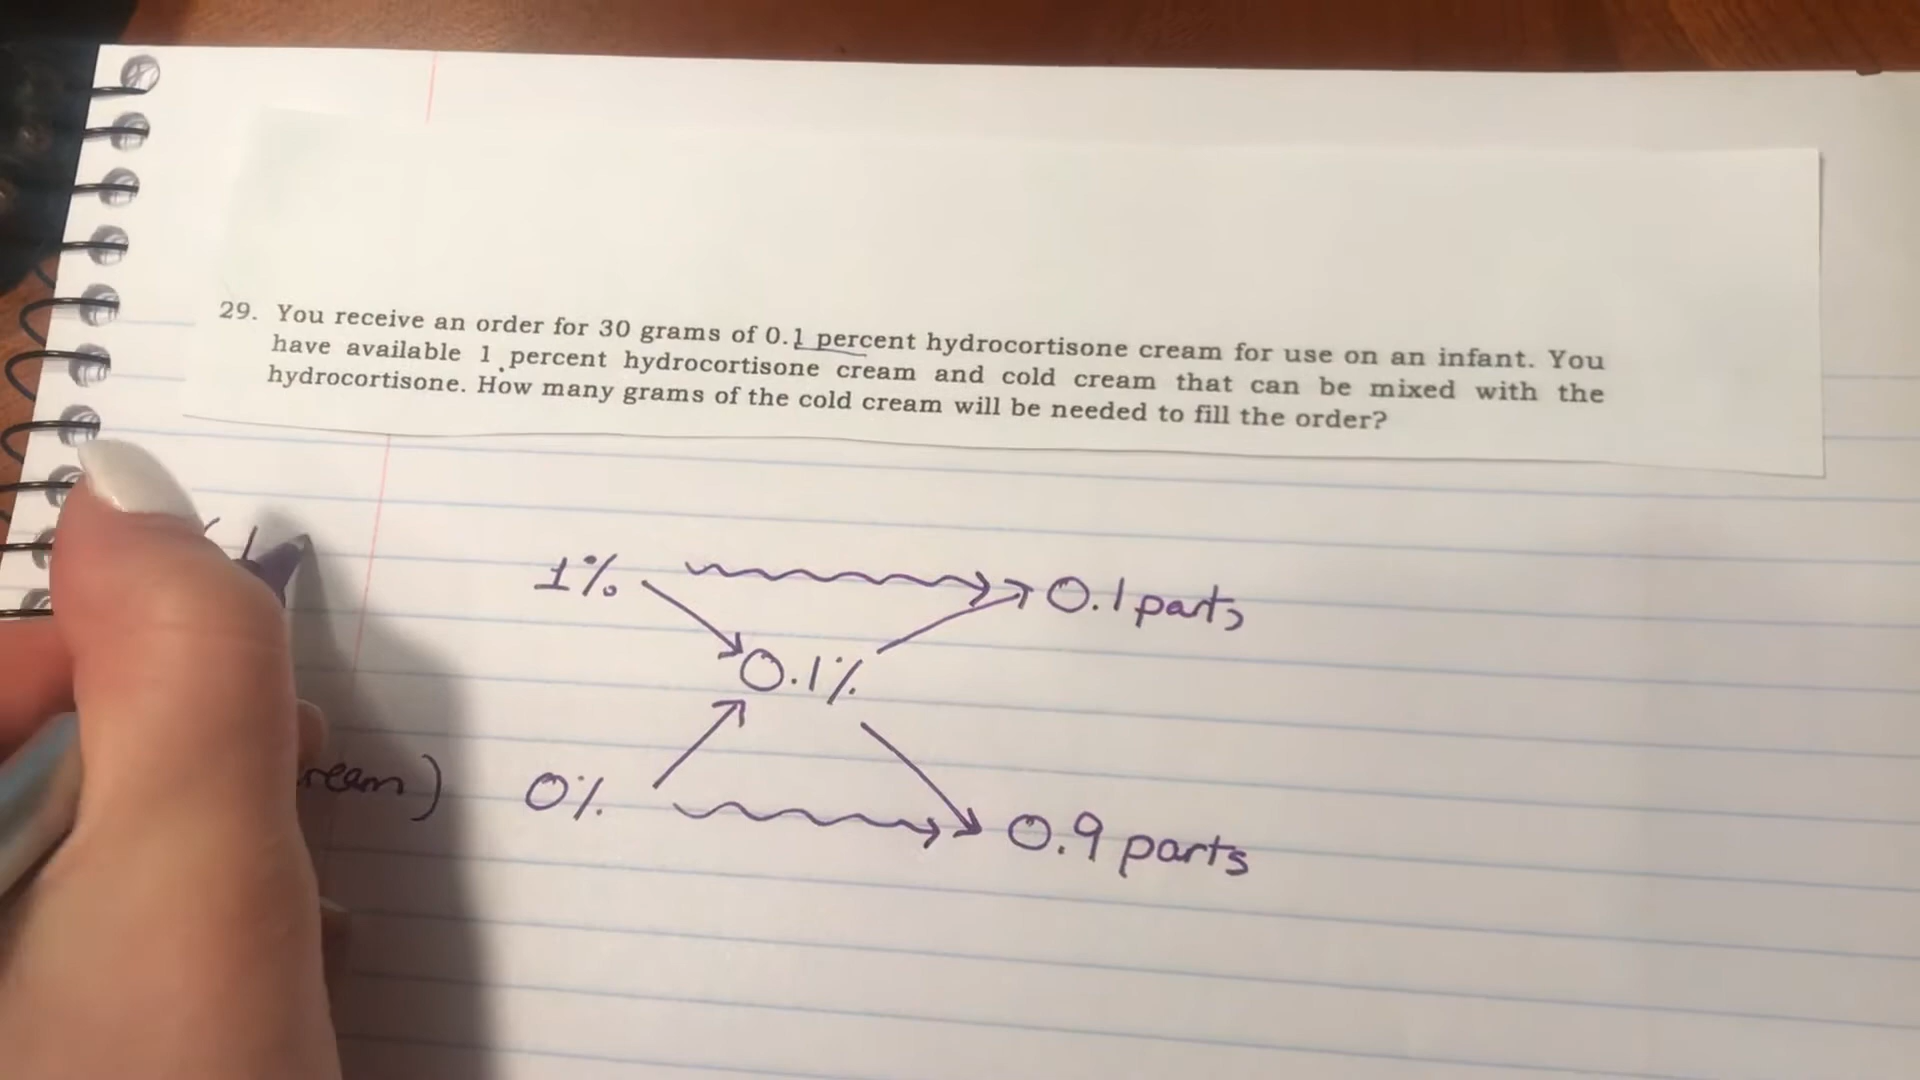 29. You receive an order for 30 grams of 0.1 percent hydrocortisone cream for use on an infant. You
have available 1 percent hydrocortisone cream and cold cream that can be mixed with the
hydrocortisone. How many grams of the cold cream will be needed to fill the order?
1% 0.1 parts
0.1%
0% 0.9 parts